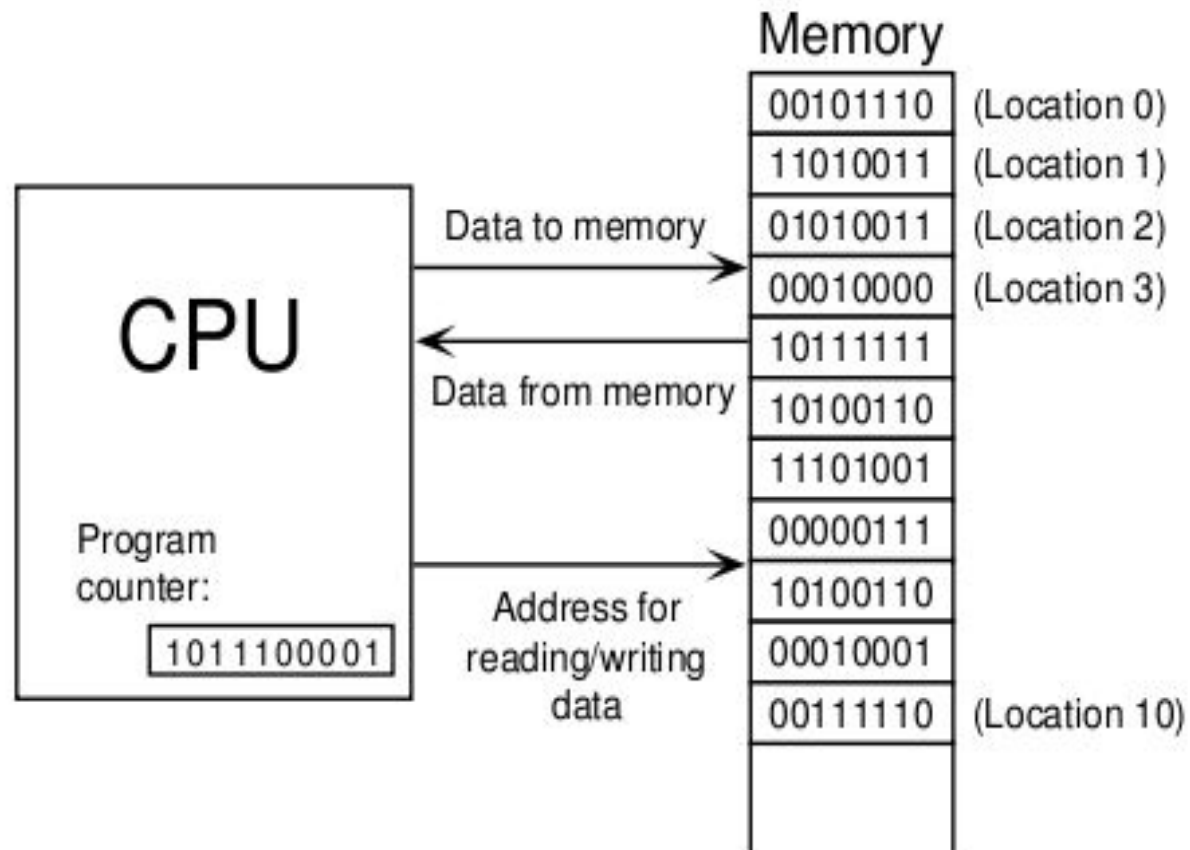 Memory
00101110 (Location 0)
11010011 (Location 1)
01010011 (Location 2)
00010000 (Location 3)
10111111
10100110
11101001
00000111
10100110
00010001
00111110 (Location 10)
CPU
Program
counter:
1011100001
Data to memory
Data from memory
Address for
reading/writing
data